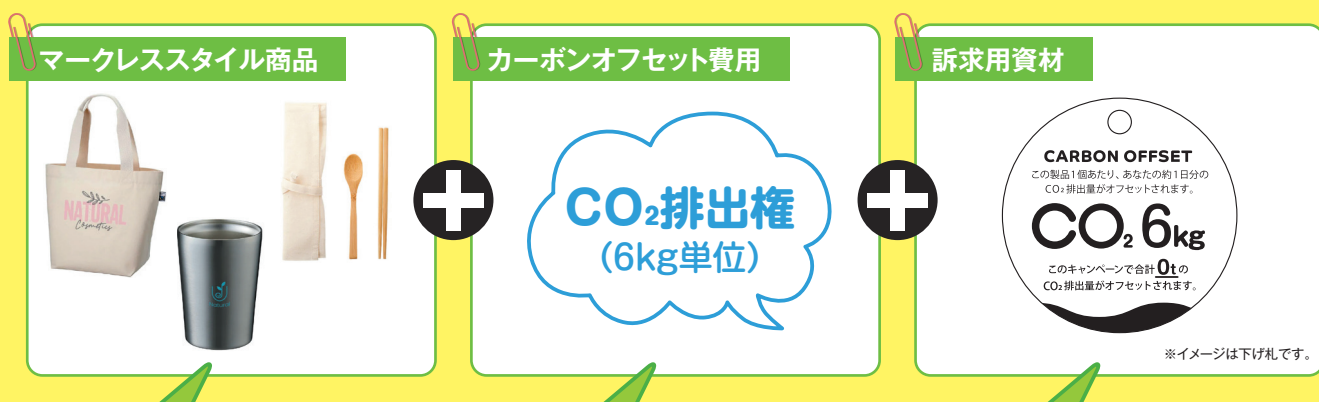 マークレススタイル商品
NATURAL
Cosmetics
カーボンオフセット費用
CO₂排出権
(6kg単位)
訴求用資材
CARBON OFFSET
この製品1個あたり、あなたの約1日分の
CO₂排出量がオフセットされます。
CO₂ 6kg
このキャンペーンで合計0tの
CO₂排出量がオフセットされます。
※イメージは下げ札です。